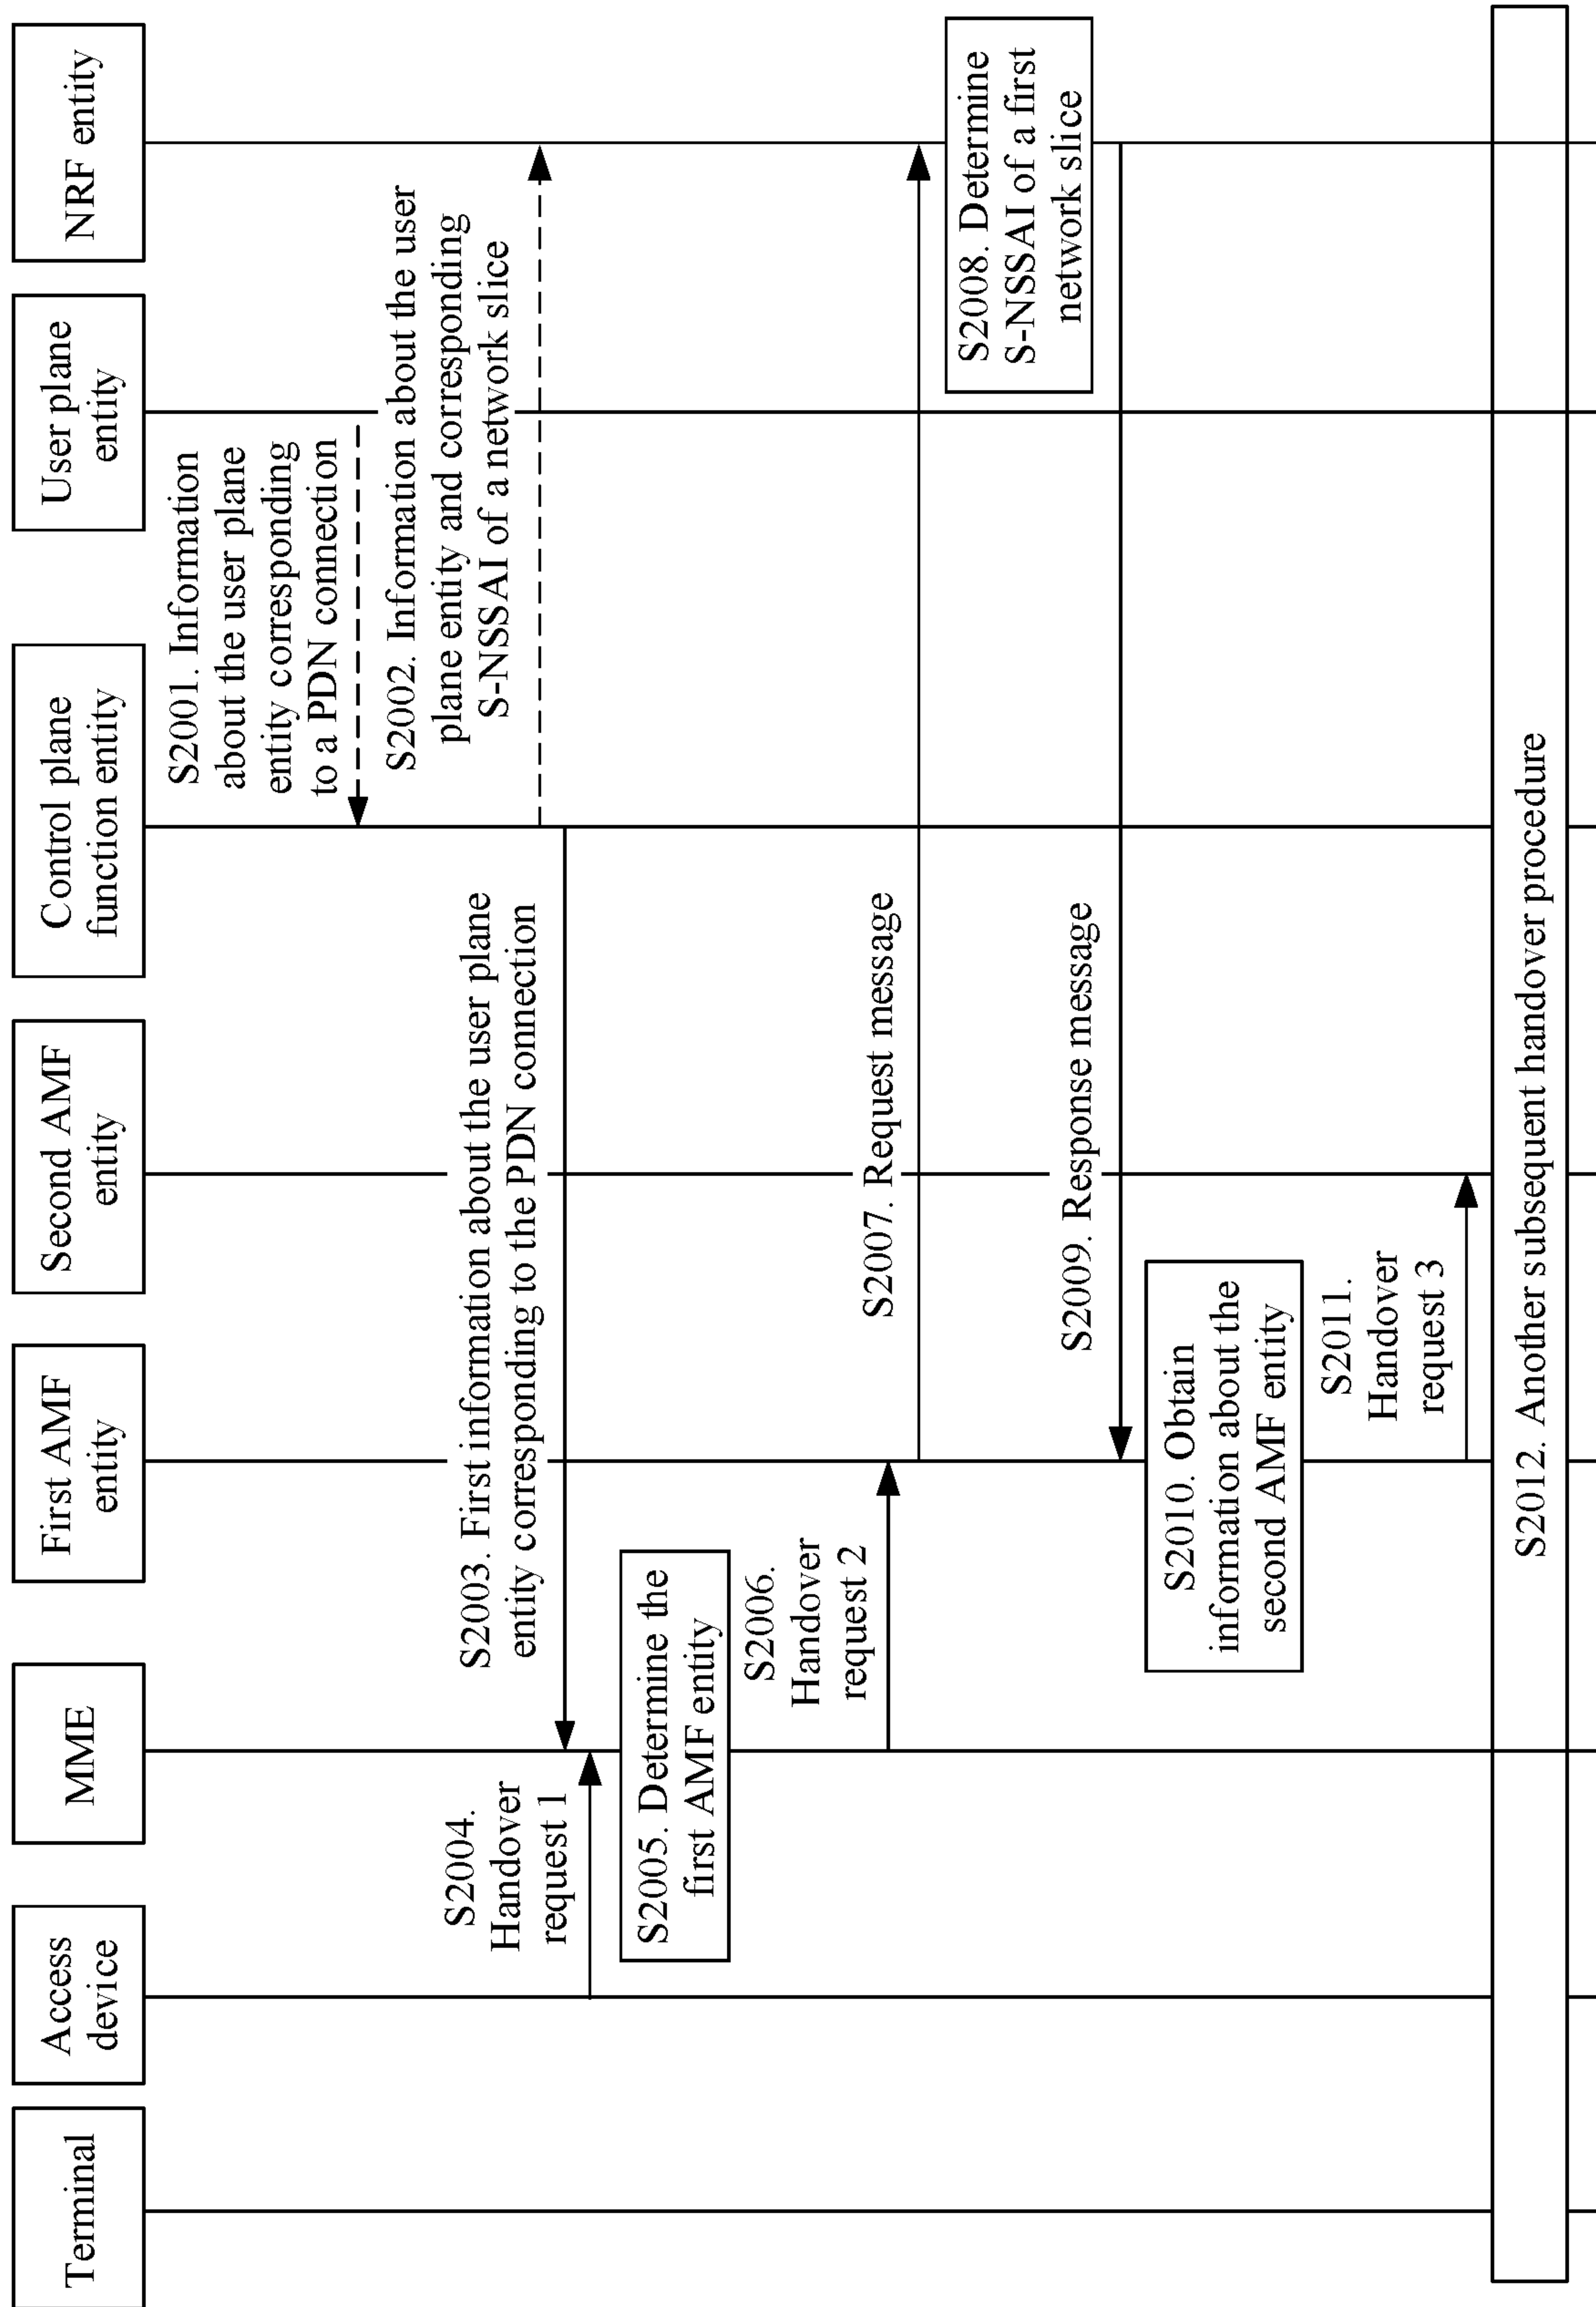 Terminal
Access
device
MME
First AMF
entity
Second AMF
entity
Control plane
function entity
User plane
entity
NRF entity
S2001. Information
about the user plane
entity corresponding
to a PDN connection
S2002. Information about the user
plane entity and corresponding
S-NSSAI of a network slice
S2003. First information about the user plane
entity corresponding to the PDN connection
S2004.
Handover
request 1
S2005. Determine the
first AMF entity
S2006.
Handover
request 2
S2007. Request message
S2008. Determine
S-NSSAI of a first
network slice
S2009. Response message
S2010. Obtain
information about the
second AMF entity
S2011.
Handover
request 3
S2012. Another subsequent handover procedure